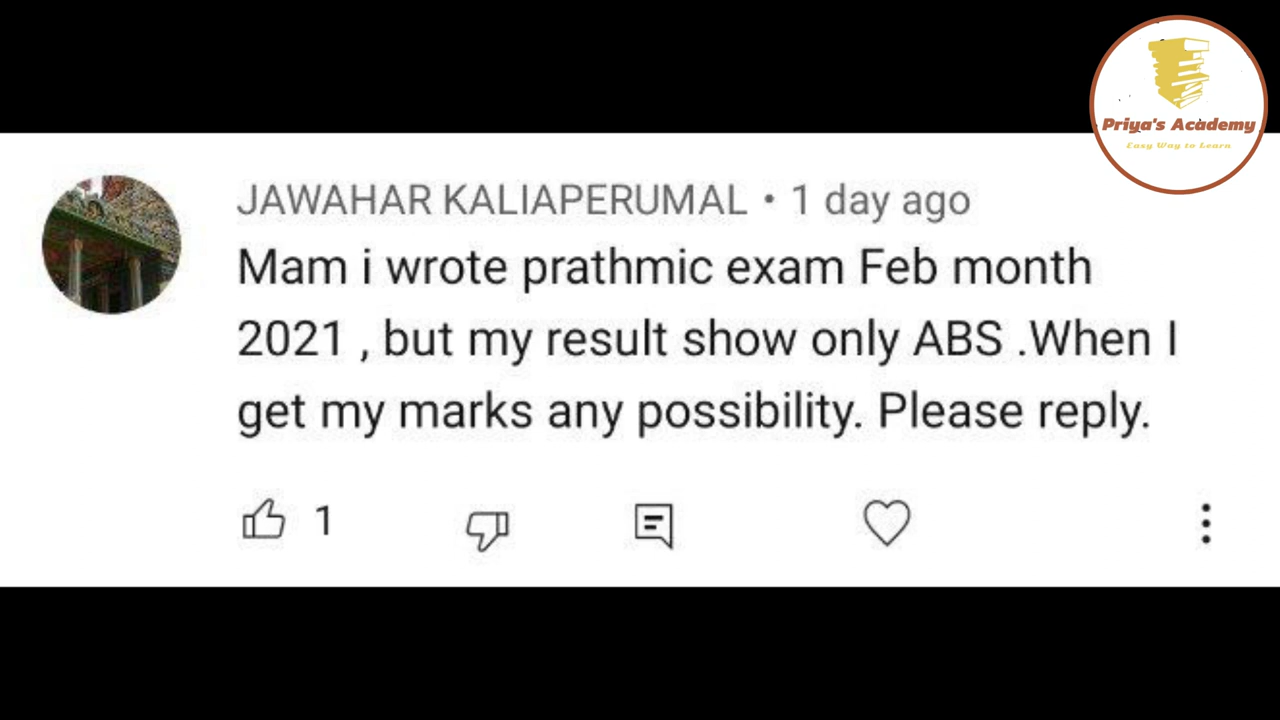 Priya's Academy
Easy Way to Learn
JAWAHAR KALIAPERUMAL • 1 day ago
Mam i wrote prathmic exam Feb month
2021 , but my result show only ABS .When I
get my marks any possibility. Please reply.
1